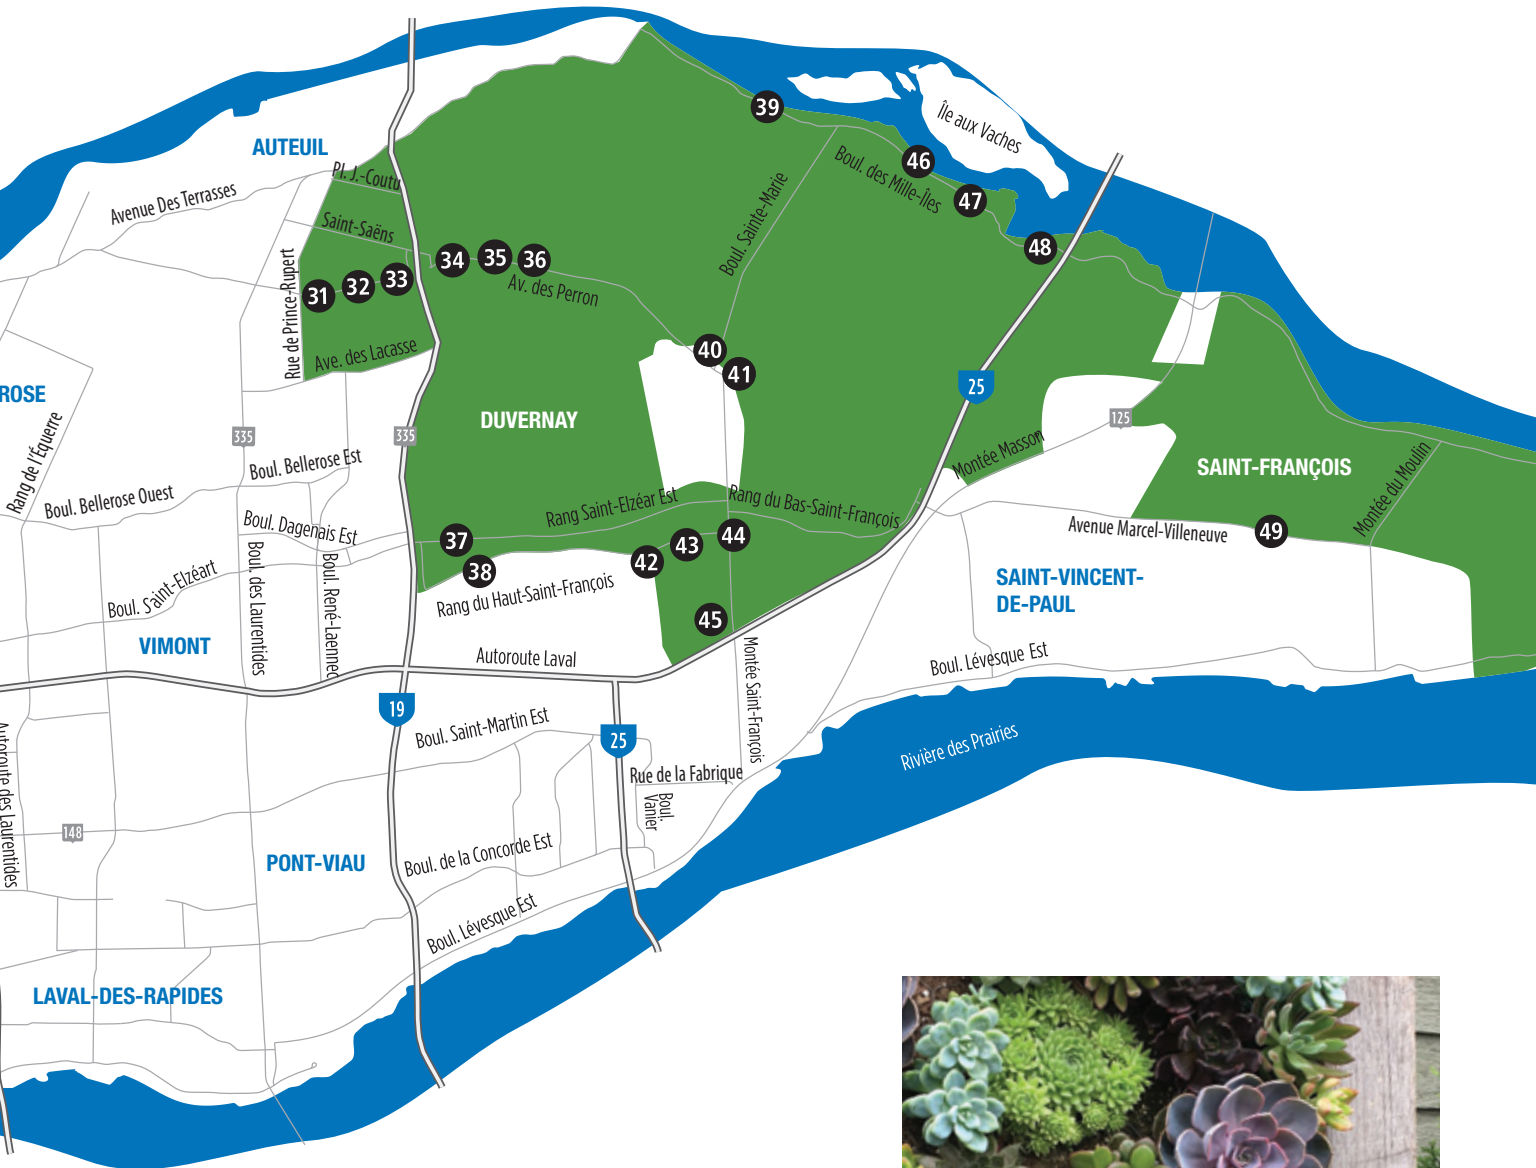 39
Île aux Vaches
AUTEUIL
Pl. J.-Coutu
Boul. des Mille-Îles
46
47
Avenue Des Terrasses
Saint-Saëns
Boul. Sainte-Marie
48
34
35
36
31
32
33
Av. des Perron
Rue de Prince-Rupert
Ave. des Lacasse
40
41
25
ROSE
DUVERNAY
335
335
125
Rang de l'Équerre
Montée Masson
SAINT-FRANÇOIS
Montée du Moulin
Boul. Bellerose Est
Boul. Bellerose Ouest
Rang Saint-Elzéar Est
Rang du Bas-Saint-François
Boul. Dagenais Est
Avenue Marcel-Villeneuve
49
37
38
42
43
44
Boul. Saint-Elzéart
Boul. des Laurentides
Boul. René-Laennec
Rang du Haut-Saint-François
SAINT-VINCENT-
DE-PAUL
45
VIMONT
Autoroute Laval
Montée Saint-François
Boul. Lévesque Est
19
25
Boul. Saint-Martin Est
Rivière des Prairies
Autoroute des Laurentides
Rue de la Fabrique
Boul.
Vanier
148
PONT-VIAU
Boul. de la Concorde Est
Boul. Lévesque Est
LAVAL-DES-RAPIDES